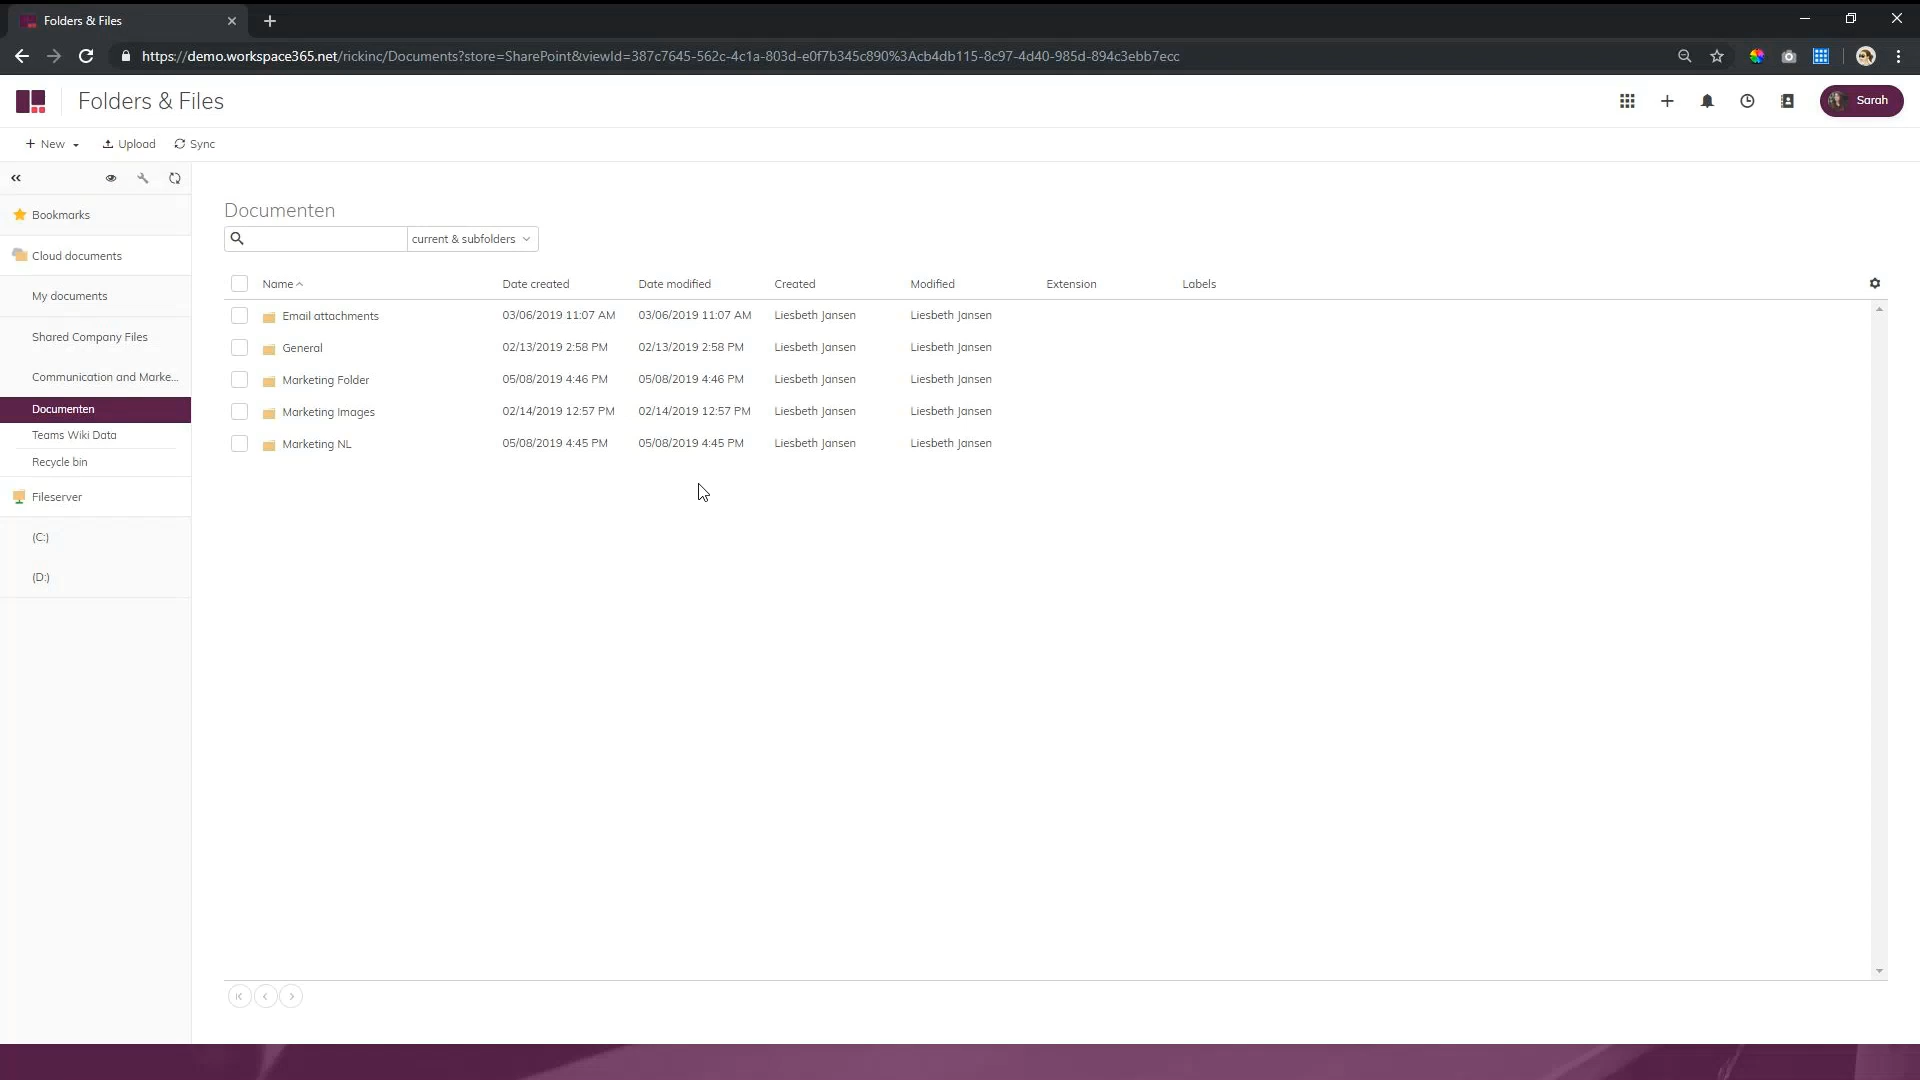 Folders & Files
https://demo.workspace365.net/rickinc/Documents?store=SharePoint&viewId=387c7645-562c-4c1a-803d-e0f7b345c890%3Acb4db115-8c97-4d40-985d-894c3ebb7ecc
Folders & Files
Sarah
New
Upload
Sync
Bookmarks
Cloud documents
My documents
Shared Company Files
Communication and Marke...
Documenten
Teams Wiki Data
Recycle bin
Fileserver
(C:)
(D:)
Documenten
current & subfolders
Name Date created Date modified Created Modified Extension Labels
Email attachments 03/06/2019 11:07 AM 03/06/2019 11:07 AM Liesbeth Jansen Liesbeth Jansen
General 02/13/2019 2:58 PM 02/13/2019 2:58 PM Liesbeth Jansen Liesbeth Jansen
Marketing Folder 05/08/2019 4:46 PM 05/08/2019 4:46 PM Liesbeth Jansen Liesbeth Jansen
Marketing Images 02/14/2019 12:57 PM 02/14/2019 12:57 PM Liesbeth Jansen Liesbeth Jansen
Marketing NL 05/08/2019 4:45 PM 05/08/2019 4:45 PM Liesbeth Jansen Liesbeth Jansen